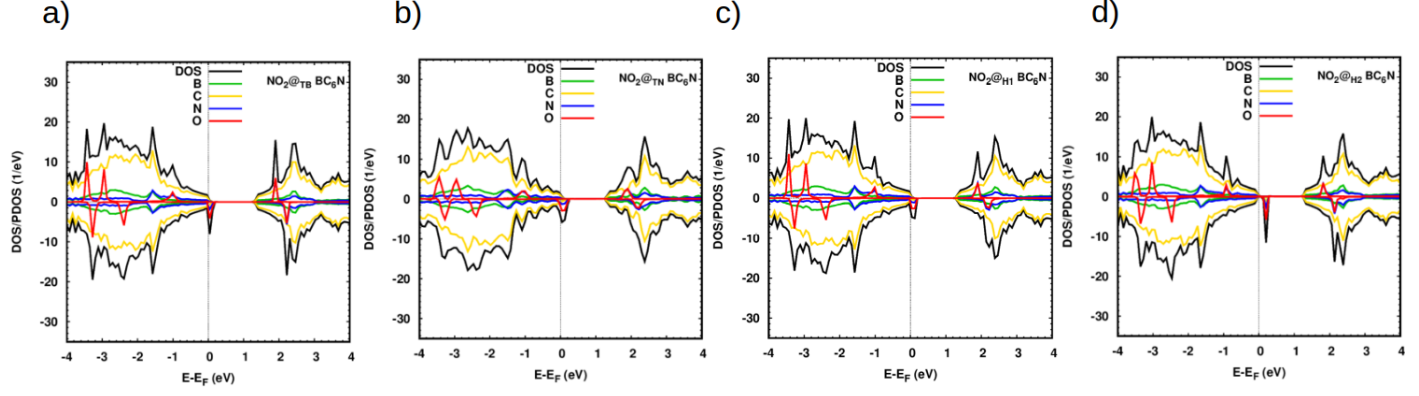 a)
DOS
B
C
N
O
NO2@TB BC6N
DOS/PDOS (1/eV)
30
20
10
0
-10
-20
-30
-4 -3 -2 -1 0 1 2 3 4
E-EF (eV)
b)
DOS
B
C
N
O
NO2@TN BC6N
DOS/PDOS (1/eV)
30
20
10
0
-10
-20
-30
-4 -3 -2 -1 0 1 2 3 4
E-EF (eV)
c)
DOS
B
C
N
O
NO2@H1 BC6N
DOS/PDOS (1/eV)
30
20
10
0
-10
-20
-30
-4 -3 -2 -1 0 1 2 3 4
E-EF (eV)
d)
DOS
B
C
N
O
NO2@H2 BC6N
DOS/PDOS (1/eV)
30
20
10
0
-10
-20
-30
-4 -3 -2 -1 0 1 2 3 4
E-EF (eV)